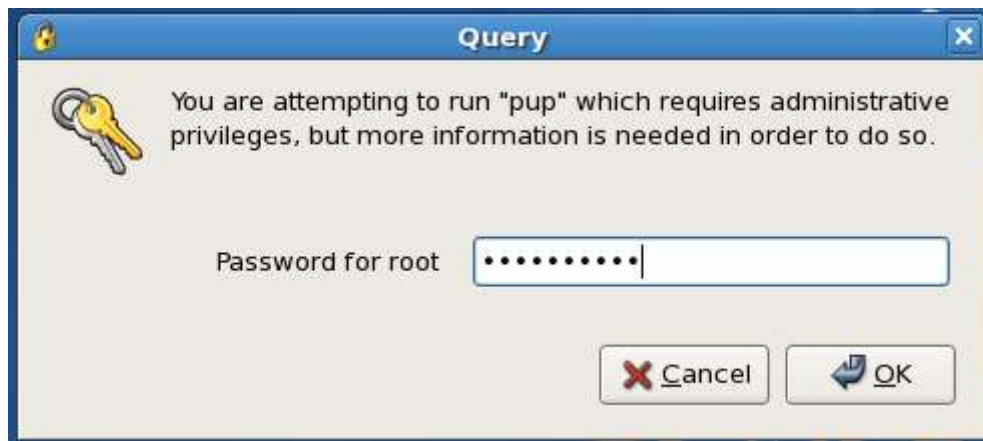 Query
You are attempting to run "pup" which requires administrative
privileges, but more information is needed in order to do so.
Password for root ••••••••••
Cancel OK